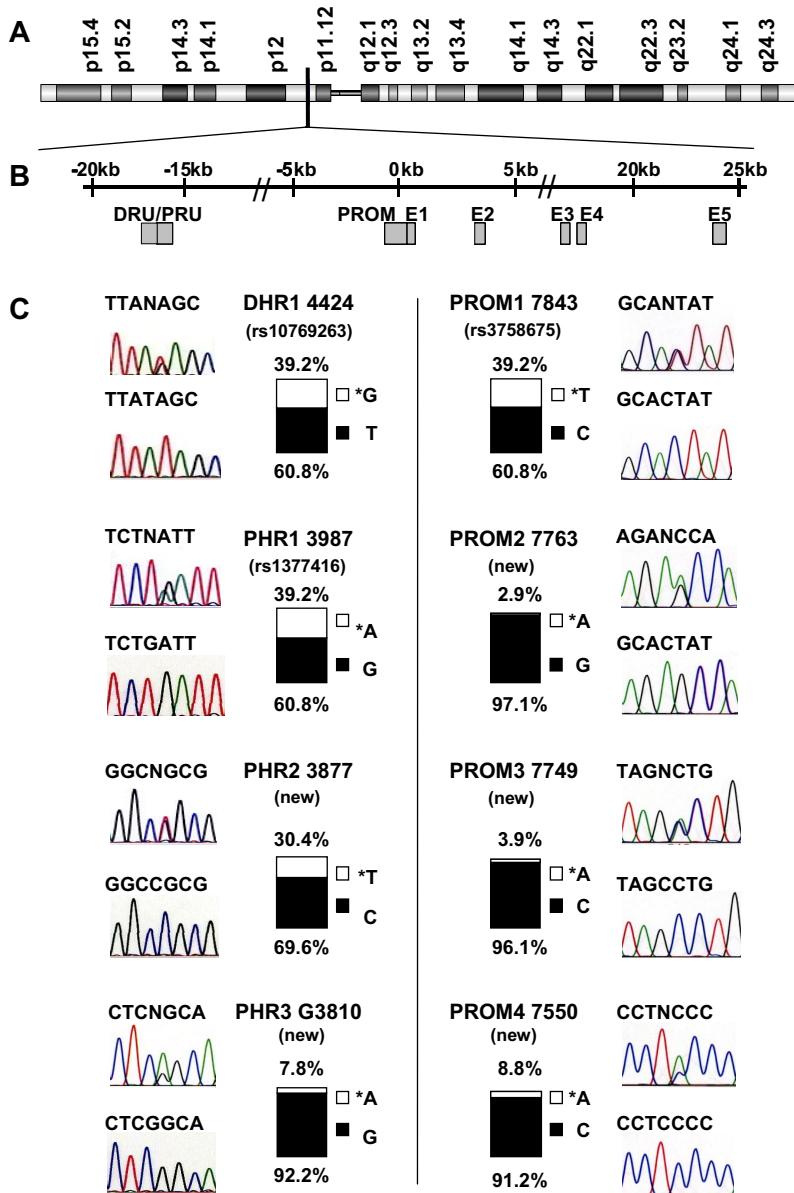 A
p15.4 p15.2 p14.3 p14.1 p12 p11.12 q12.1 q12.3 q13.2 q13.4 q14.1 q14.3 q22.1 q22.3 q23.2 q24.1 q24.3
B
-20kb -15kb -5kb 0kb 5kb 20kb 25kb
DRU/PRU PROM E1 E2 E3 E4 E5
C
TTANAGC
DHR1 4424
(rs10769263)
39.2%
*G
T
60.8%
TTATAGC
PROM1 7843
(rs3758675)
39.2%
*T
C
60.8%
GCANTAT
GCACTAT
TCTNATT
PHR1 3987
(rs1377416)
39.2%
*A
G
60.8%
TCTGATT
PROM2 7763
(new)
2.9%
*A
G
97.1%
AGANCCA
GCACTAT
GGCNGCG
PHR2 3877
(new)
30.4%
*T
C
69.6%
GGCCGCG
PROM3 7749
(new)
3.9%
*A
C
96.1%
TAGNCTG
TAGCCTG
CTCNGCA
PHR3 G3810
(new)
7.8%
*A
G
92.2%
CTCGGCA
PROM4 7550
(new)
8.8%
*A
C
91.2%
CCTNCCC
CCTCCCC